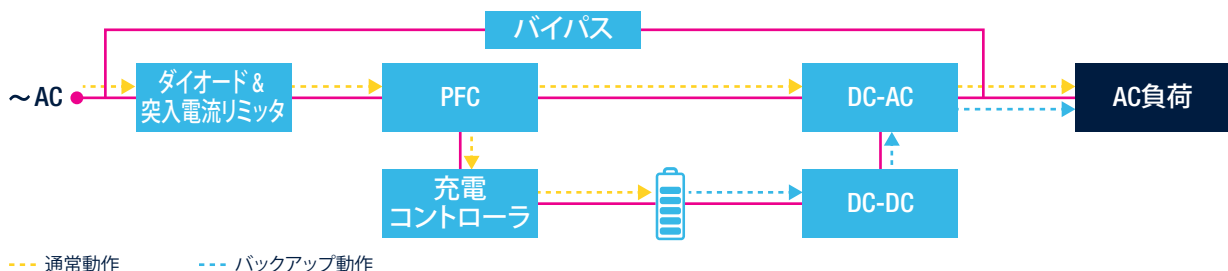 バイパス
～AC
ダイオード &
突入電流リミッタ
PFC
DC-AC
AC負荷
充電
コントローラ
DC-DC
通常動作
バックアップ動作